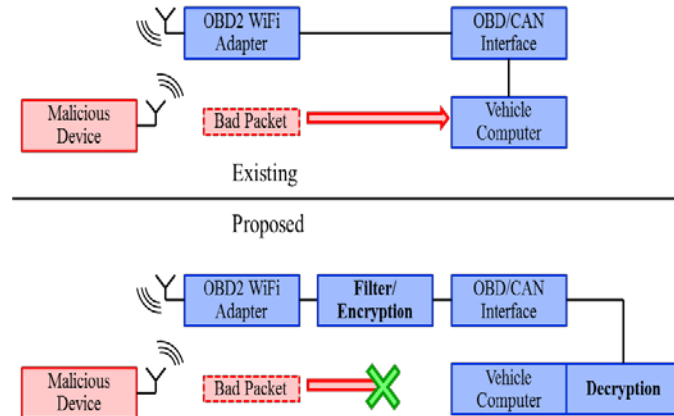 OBD2 WiFi
Adapter
OBD/CAN
Interface
Malicious
Device
Bad Packet
Vehicle
Computer
Existing
Proposed
OBD2 WiFi
Adapter
Filter/
Encryption
OBD/CAN
Interface
Malicious
Device
Bad Packet
Vehicle
Computer
Decryption